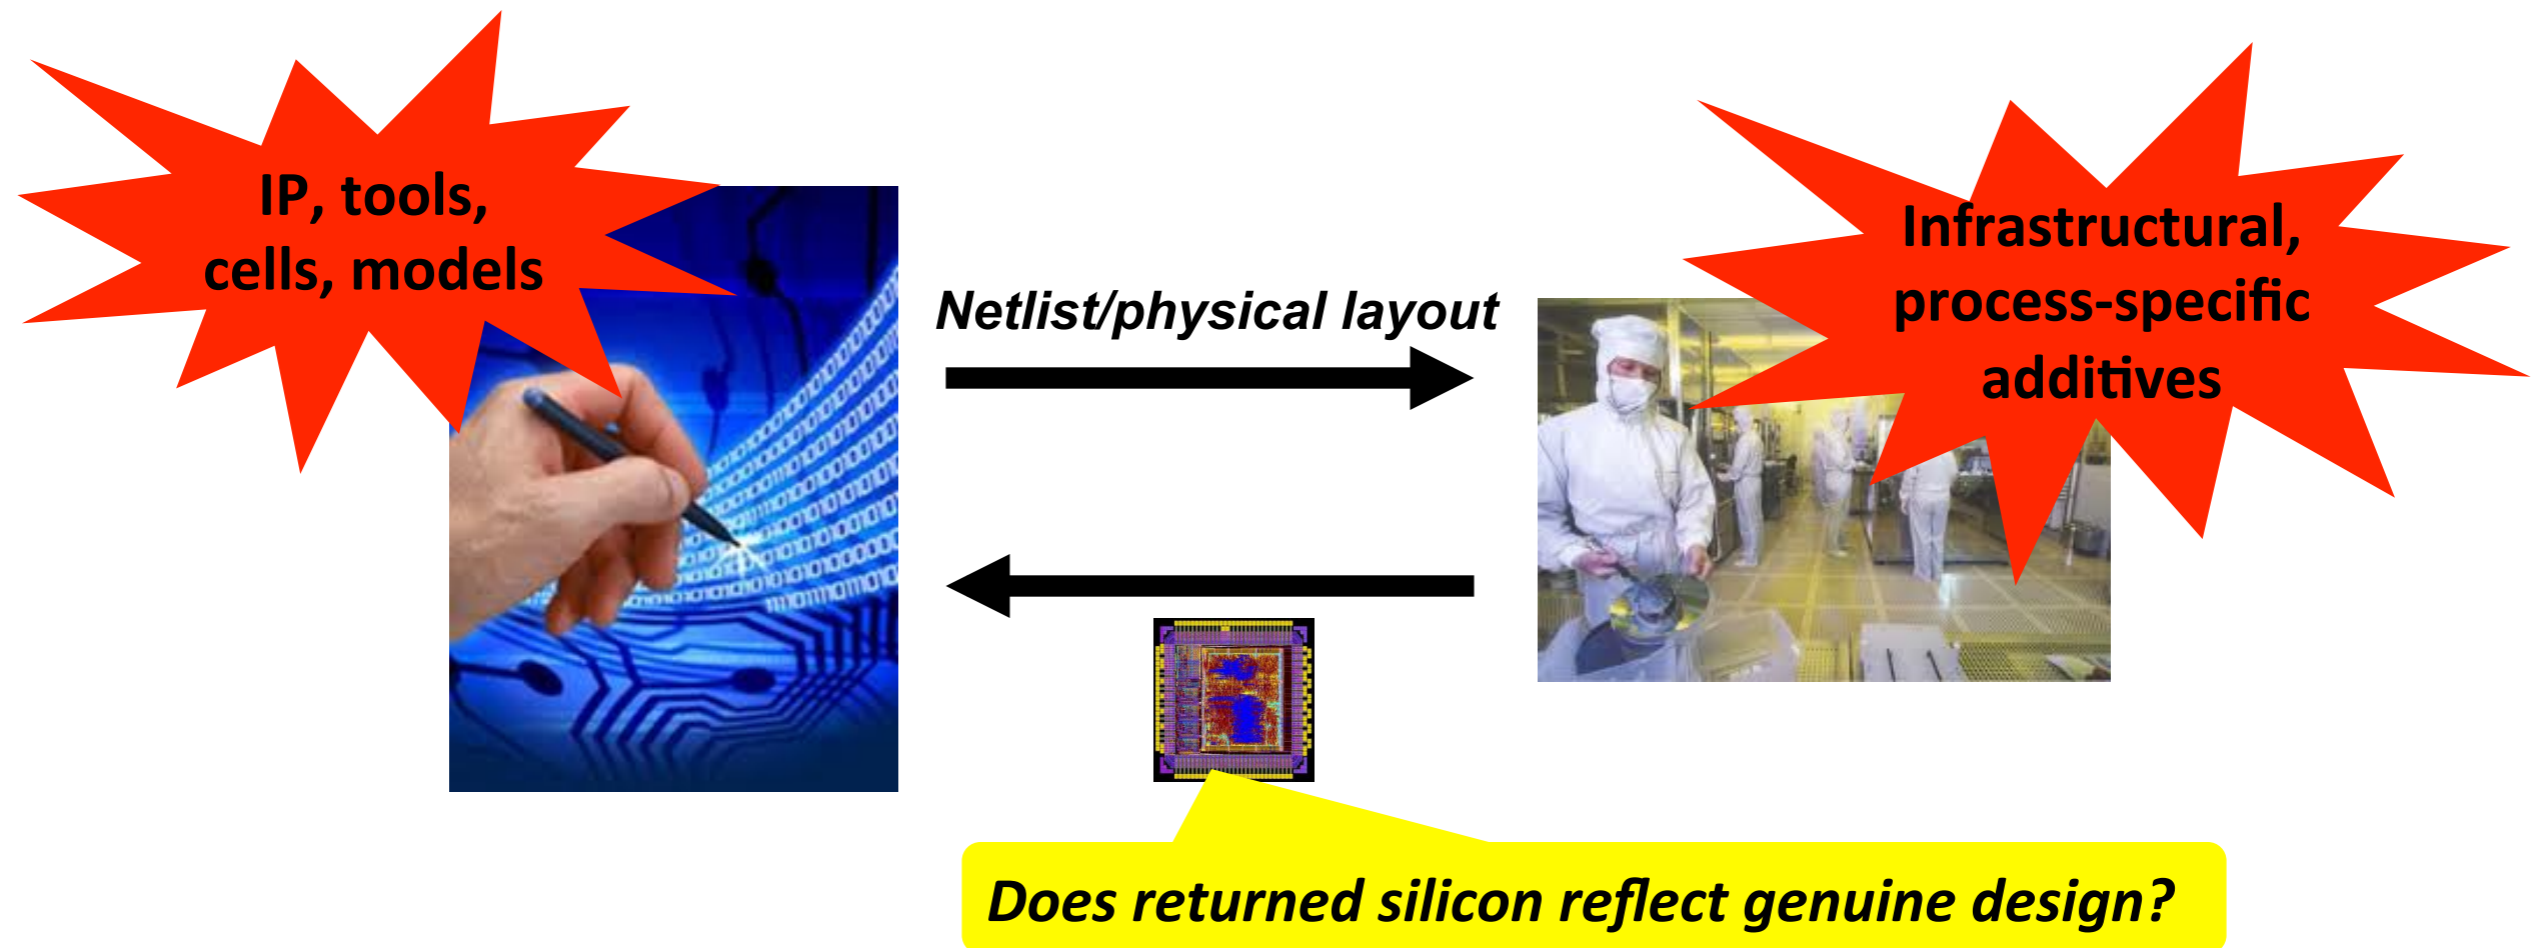 IP, tools,
cells, models
Netlist/physical layout
Infrastructural,
process-specific
additives
Does returned silicon reflect genuine design?